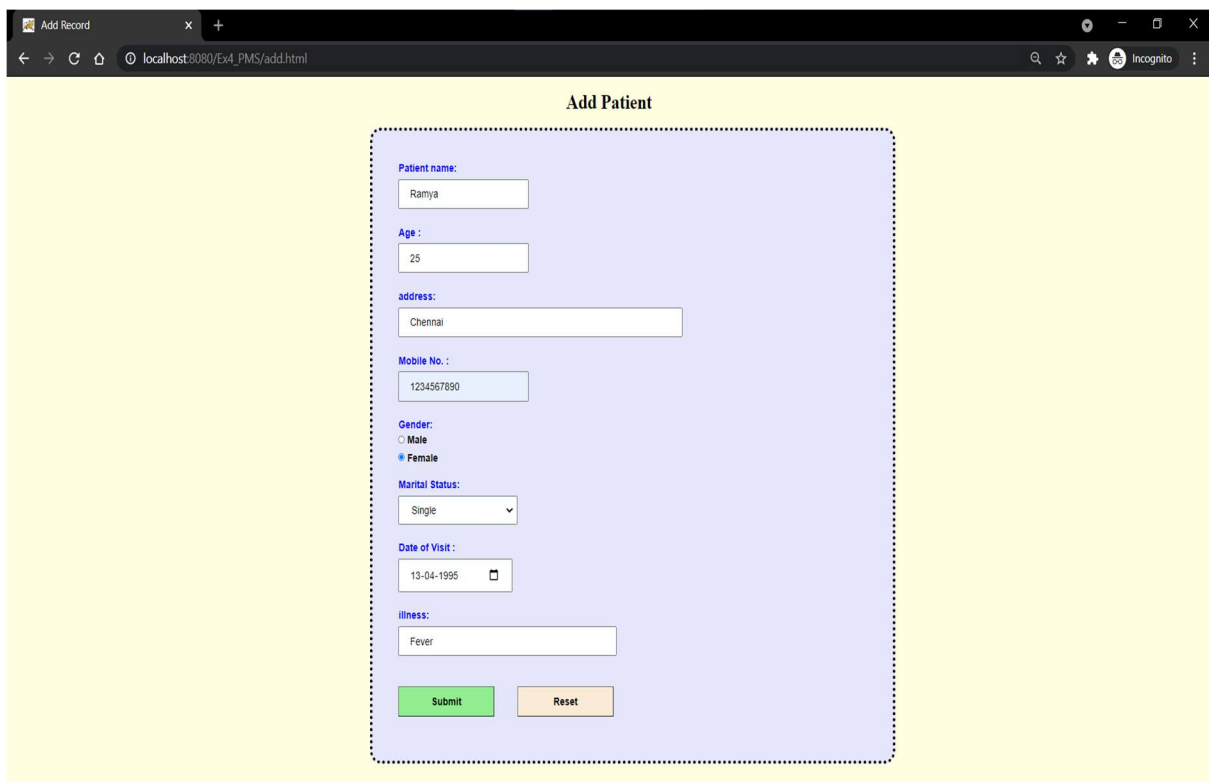 Add Record
localhost:8080/Ex4_PMS/add.html
Incognito
Add Patient
Patient name:
Ramya
Age :
25
address:
Chennai
Mobile No. :
1234567890
Gender:
Male
Female
Marital Status:
Single
Date of Visit :
13-04-1995
illness:
Fever
Submit Reset